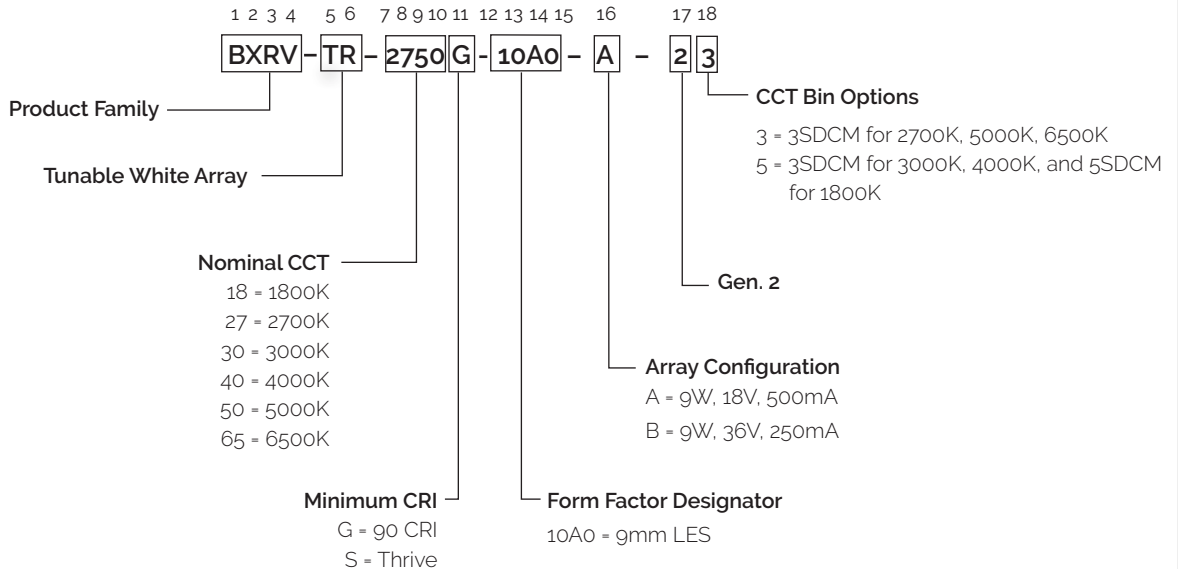 1 2 3 4 5 6 7 8 9 10 11 12 13 14 15 16 17 18
BXRV – TR – 2750 G - 10A0 – A – 2 3
Product Family
CCT Bin Options
3 = 3SDCM for 2700K, 5000K, 6500K
5 = 3SDCM for 3000K, 4000K, and 5SDCM
for 1800K
Tunable White Array
Nominal CCT
18 = 1800K
27 = 2700K
30 = 3000K
40 = 4000K
50 = 5000K
65 = 6500K
Gen. 2
Array Configuration
A = 9W, 18V, 500mA
B = 9W, 36V, 250mA
Minimum CRI
G = 90 CRI
S = Thrive
Form Factor Designator
10A0 = 9mm LES